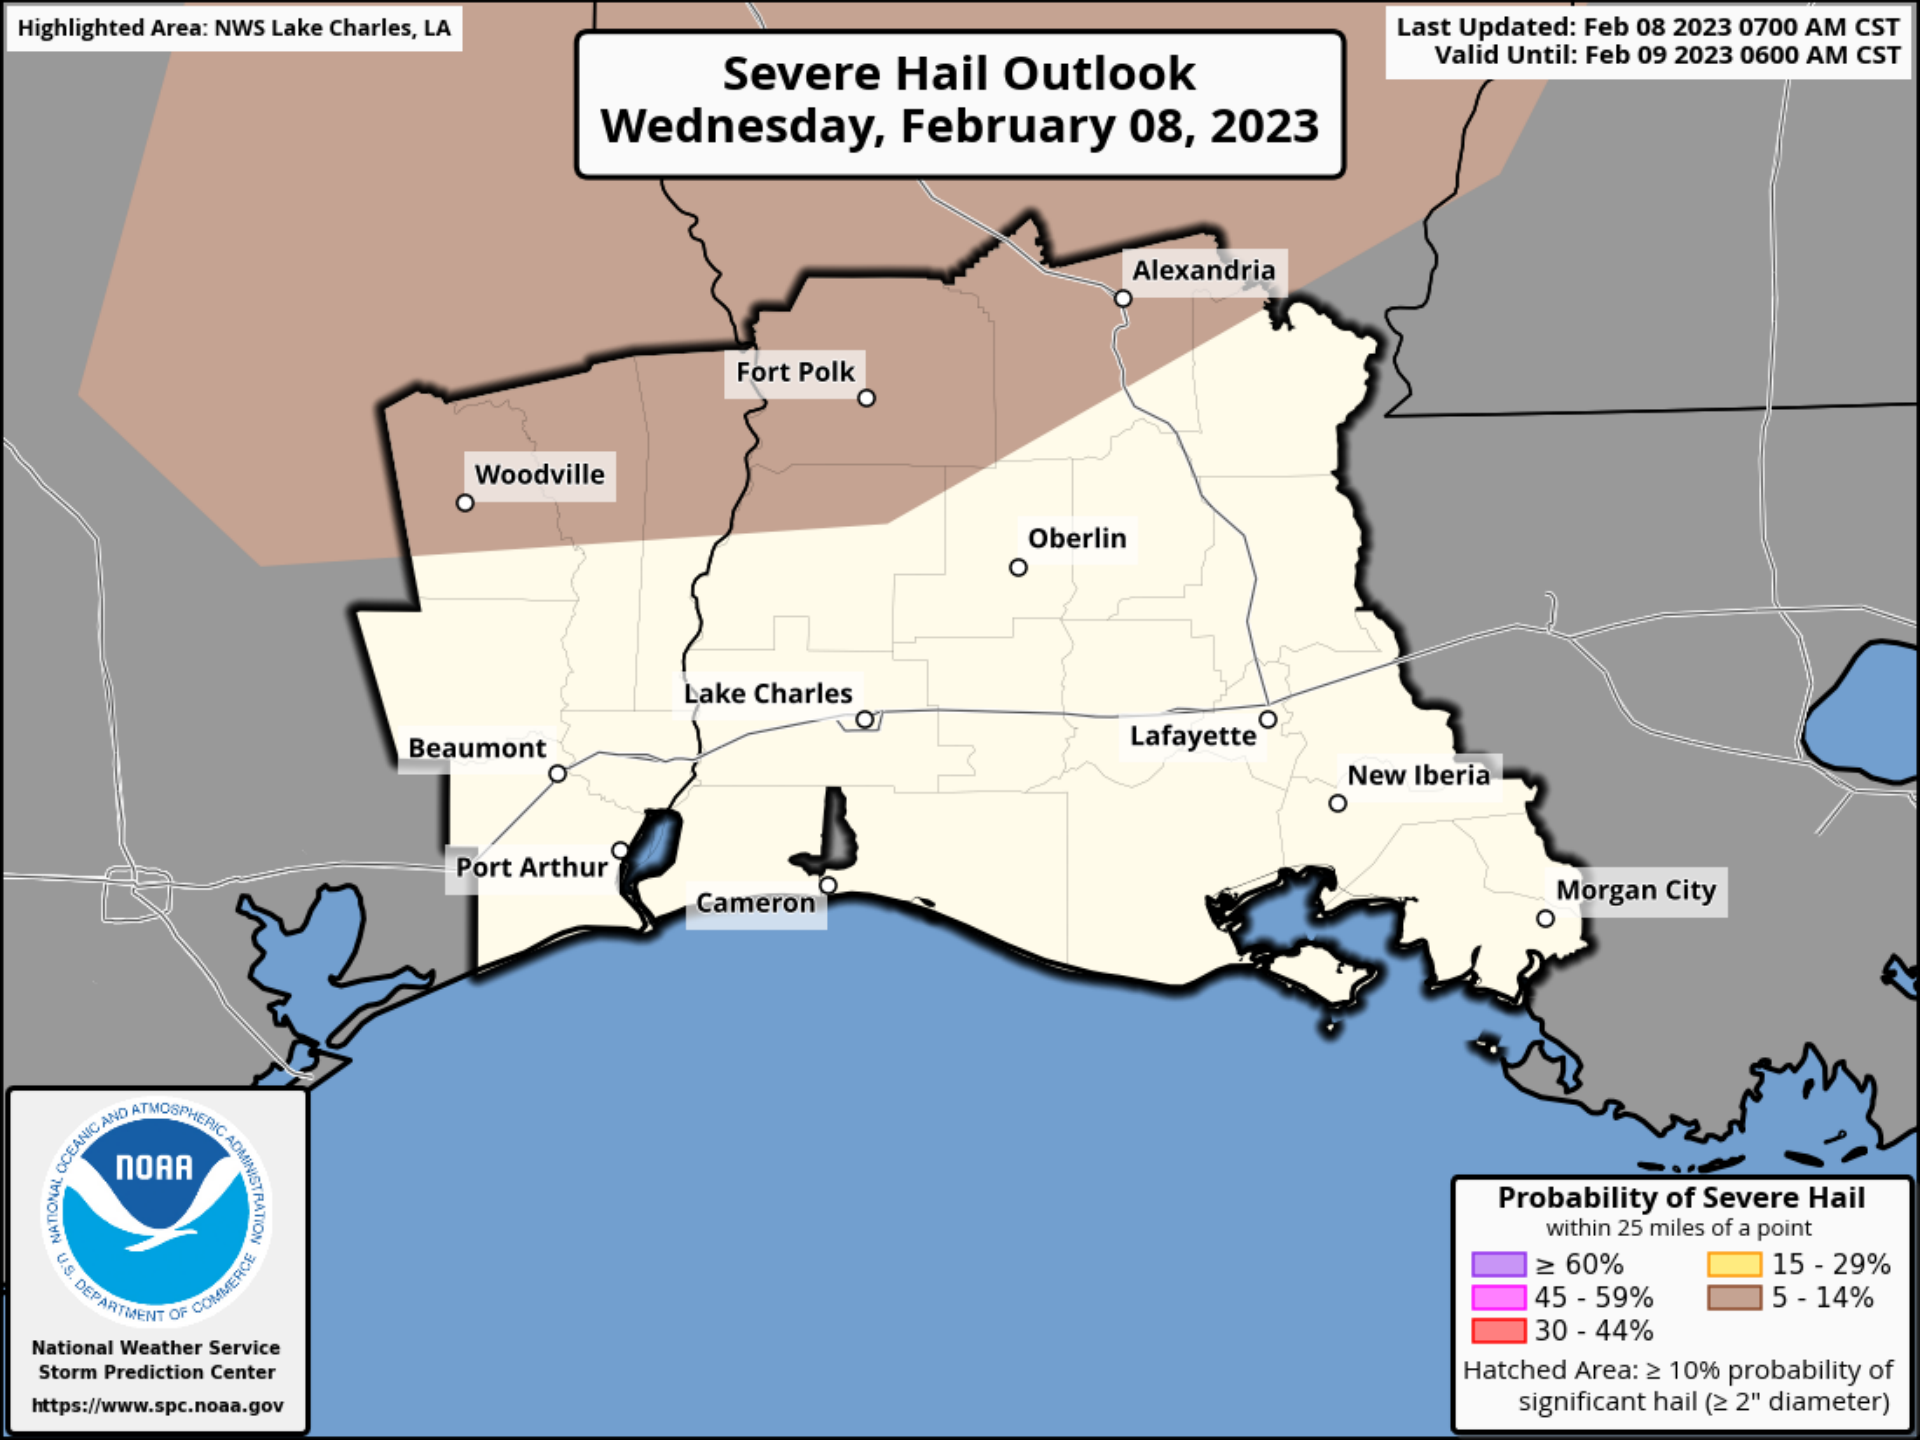 Highlighted Area: NWS Lake Charles, LA
Last Updated: Feb 08 2023 0700 AM CST
Valid Until: Feb 09 2023 0600 AM CST
Severe Hail Outlook
Wednesday, February 08, 2023
Alexandria
Fort Polk
Woodville
Oberlin
Lake Charles
Lafayette
Beaumont
New Iberia
Port Arthur
Cameron
Morgan City
NATIONAL OCEANIC AND ATMOSPHERIC ADMINISTRATION
NOAA
U.S. DEPARTMENT OF COMMERCE
National Weather Service
Storm Prediction Center
https://www.spc.noaa.gov
Probability of Severe Hail
within 25 miles of a point
≥ 60%
15 - 29%
45 - 59%
5 - 14%
30 - 44%
Hatched Area: ≥ 10% probability of
significant hail (≥ 2" diameter)